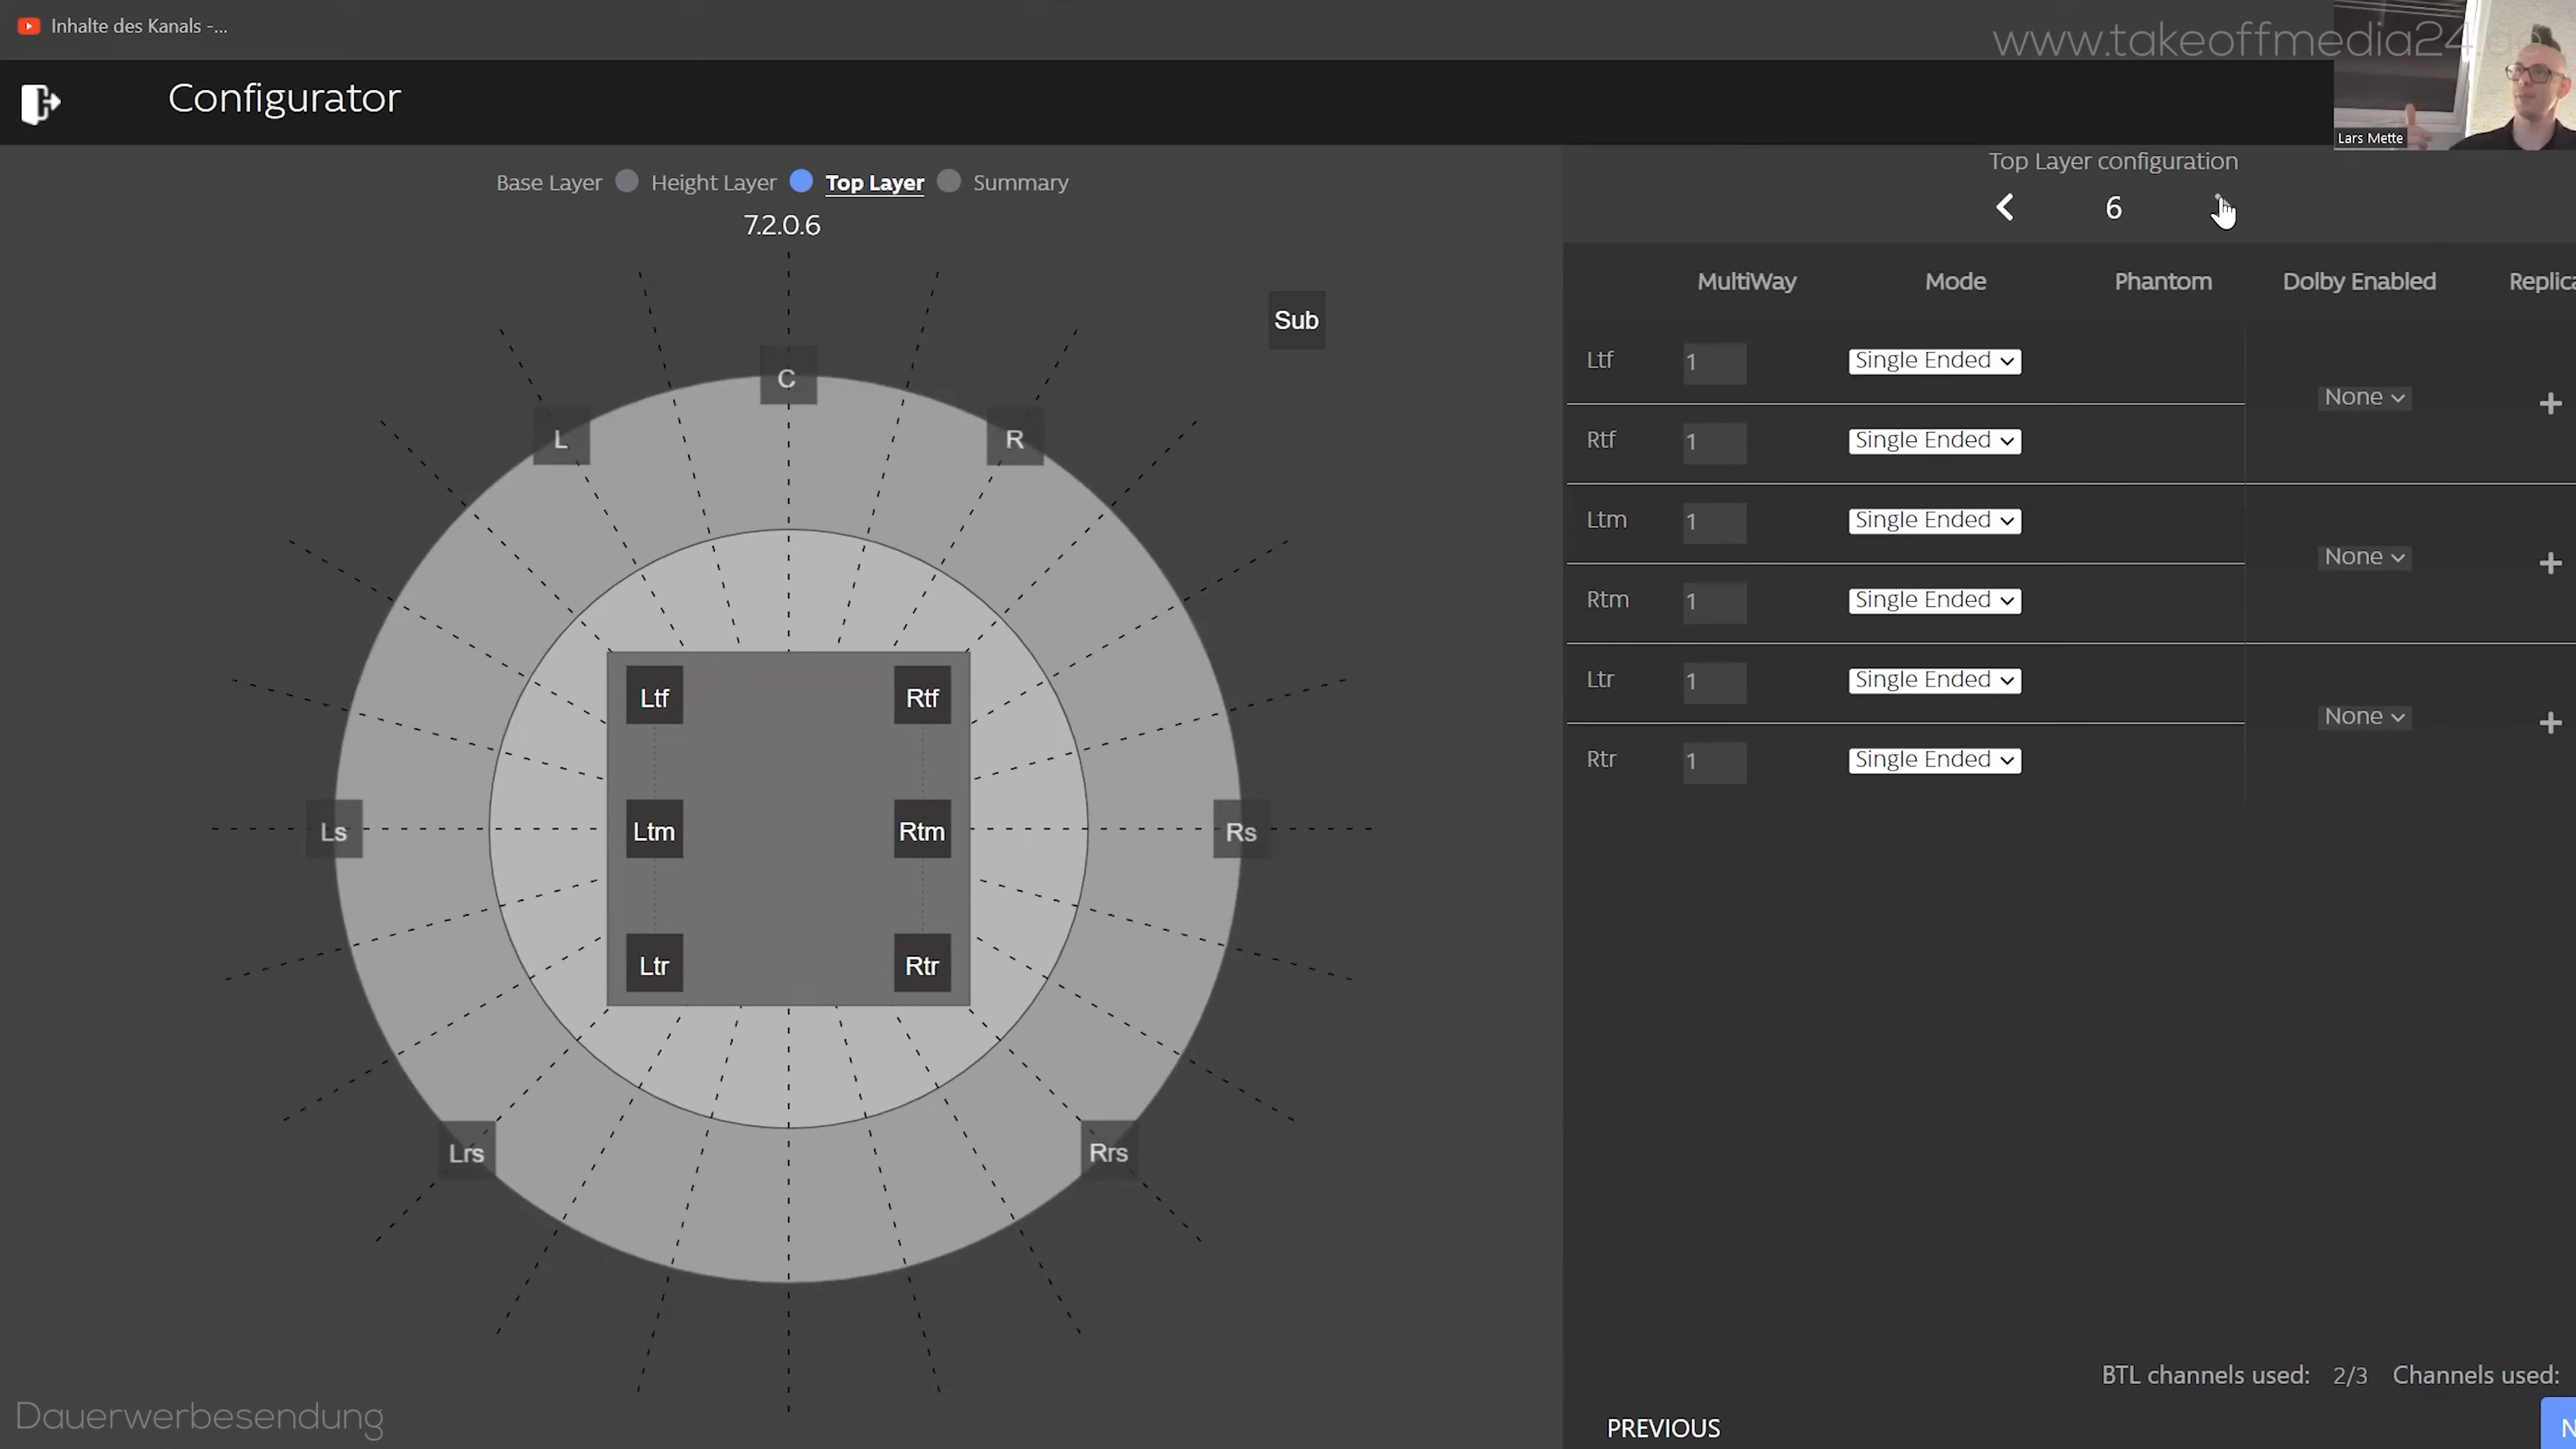 Inhalte des Kanals -...
www.takeoffmedia24.d
Configurator
Lars Mette
Base Layer Height Layer Top Layer Summary
7.2.0.6
Sub
C
L R
Ls Rs
Lrs Rrs
Ltf Rtf
Ltm Rtm
Ltr Rtr
Top Layer configuration
6
MultiWay Mode Phantom Dolby Enabled Replica
Ltf 1 Single Ended
None +
Rtf 1 Single Ended
Ltm 1 Single Ended
None +
Rtm 1 Single Ended
Ltr 1 Single Ended
None +
Rtr 1 Single Ended
BTL channels used: 2/3 Channels used:
Dauerwerbesendung
PREVIOUS
N